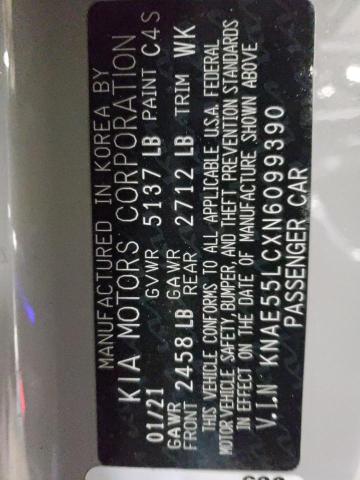 MANUFACTURED IN KOREA BY
KIA MOTORS CORPORATION
01/21 GVWR 5137 LB PAINT C4S
GAWR FRONT 2458 LB GAWR REAR 2712 LB TRIM WK
THIS VEHICLE CONFORMS TO ALL APPLICABLE U.S.A. FEDERAL
MOTOR VEHICLE SAFETY, BUMPER, AND THEFT PREVENTION STANDARDS
IN EFFECT ON THE DATE OF MANUFACTURE SHOWN ABOVE
V.I.N KNAE55LCXN6099390
PASSENGER CAR